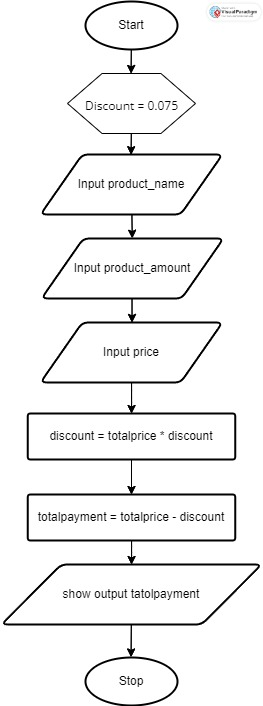 Start
VisualParadigm
Discount = 0.075
Input product_name
Input product_amount
Input price
discount = totalprice * discount
totalpayment = totalprice - discount
show output tatolpayment
Stop